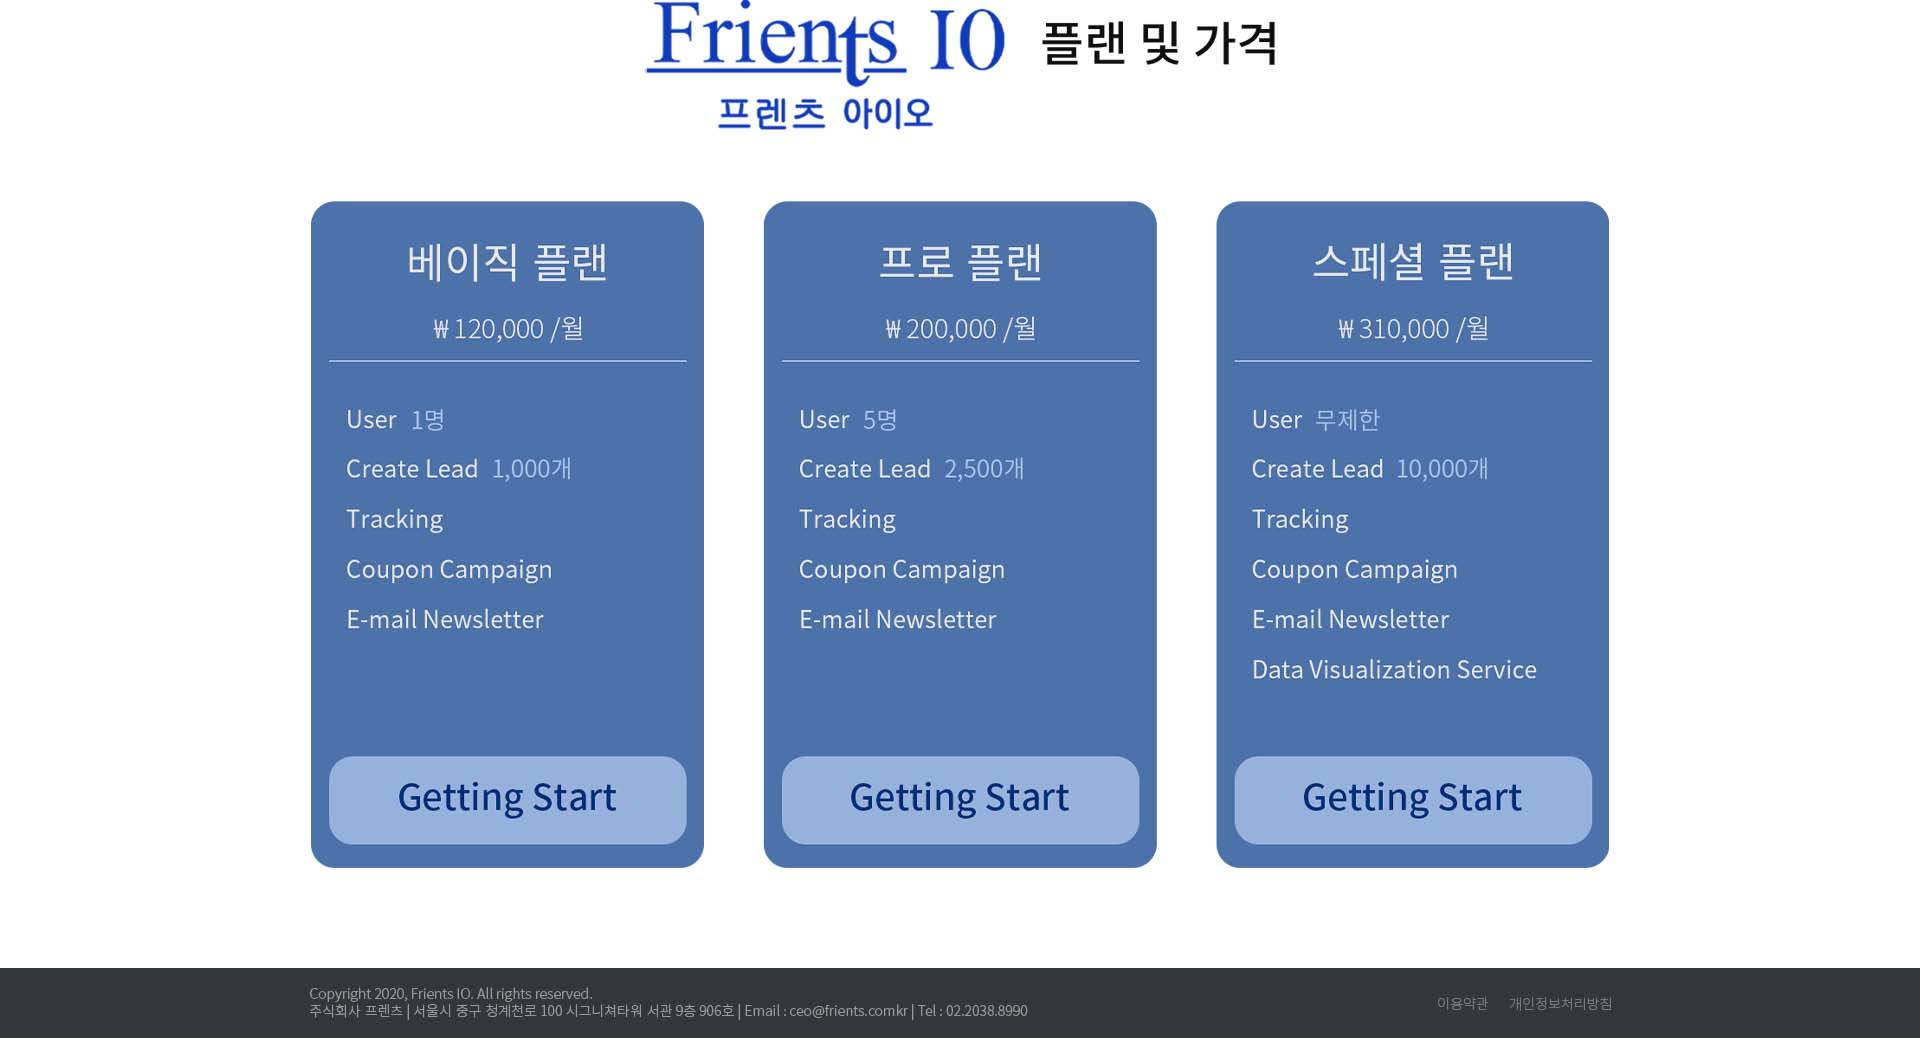 Frients IO 플랜 및 가격
프렌츠 아이오
베이직 플랜
₩ 120,000 /월
User 1명
Create Lead 1,000개
Tracking
Coupon Campaign
E-mail Newsletter
Getting Start
프로 플랜
₩ 200,000 /월
User 5명
Create Lead 2,500개
Tracking
Coupon Campaign
E-mail Newsletter
Getting Start
스페셜 플랜
₩ 310,000 /월
User 무제한
Create Lead 10,000개
Tracking
Coupon Campaign
E-mail Newsletter
Data Visualization Service
Getting Start
Copyright 2020, Frients IO. All rights reserved.
주식회사 프렌츠 | 서울시 중구 청계천로 100 시그니쳐타워 서관 9층 906호 | Email : ceo@frients.comkr | Tel : 02.2038.8990
이용약관 개인정보처리방침